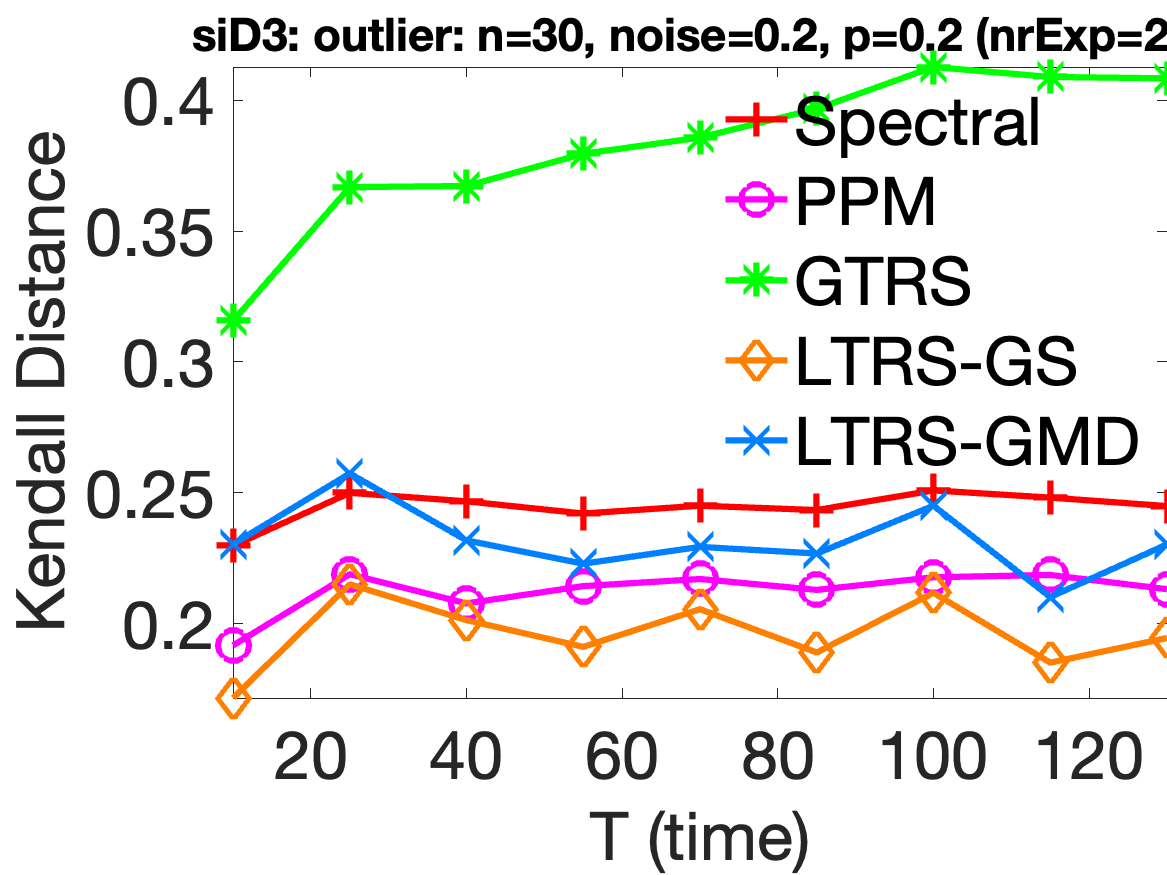 siD3: outlier: n=30, noise=0.2, p=0.2 (nrExp=2
0.4
0.35
0.3
0.25
0.2
Kendall Distance
Spectral
PPM
GTRS
LTRS-GS
LTRS-GMD
20 40 60 80 100 120
T (time)